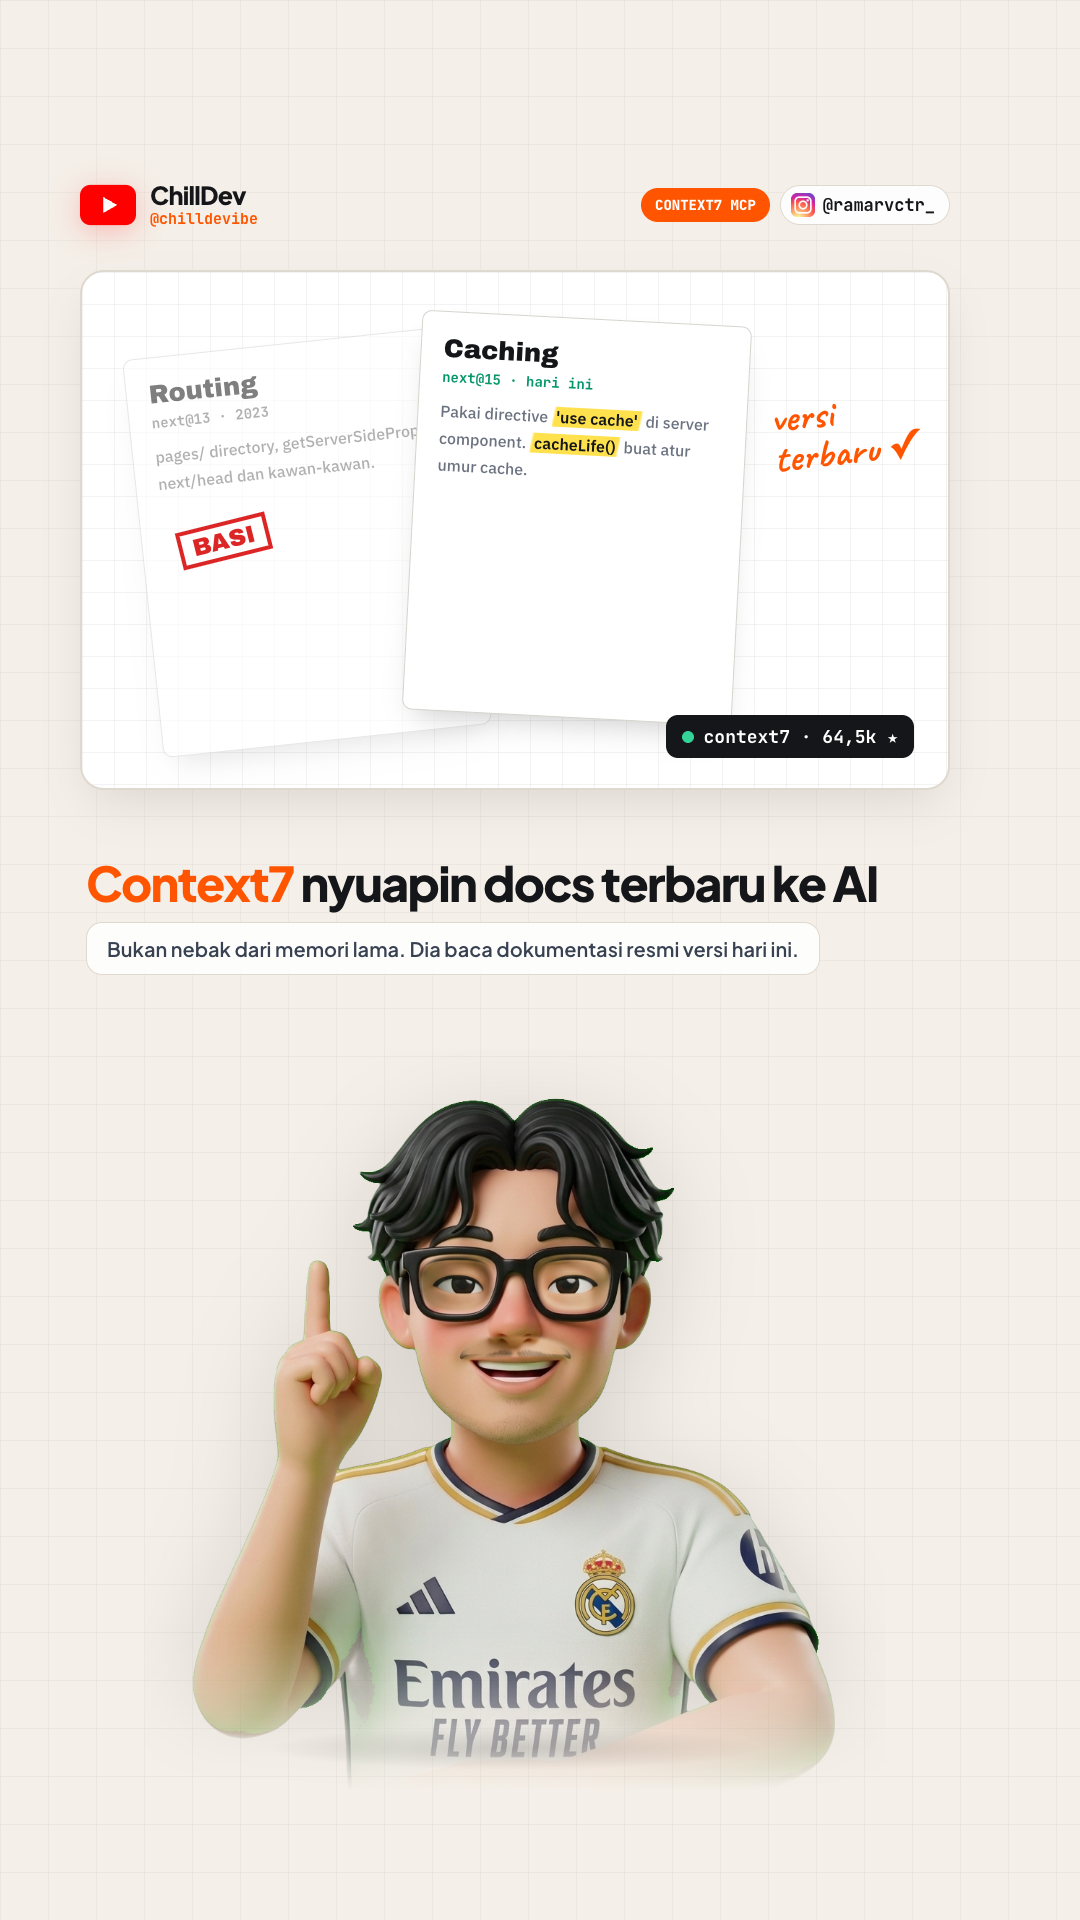 ChillDev
@chilldevibe
CONTEXT7 MCP
@ramarvctr_
Routing
next@13 · 2023
pages/ directory, getServerSideProp
next/head dan kawan-kawan.
BASI
Caching
next@15 · hari ini
Pakai directive 'use cache' di server
component. cacheLife() buat atur
umur cache.
versi
terbaru ✓
context7 · 64,5k ★
Context7 nyuapin docs terbaru ke AI
Bukan nebak dari memori lama. Dia baca dokumentasi resmi versi hari ini.
hp
Emirates
FLY BETTER